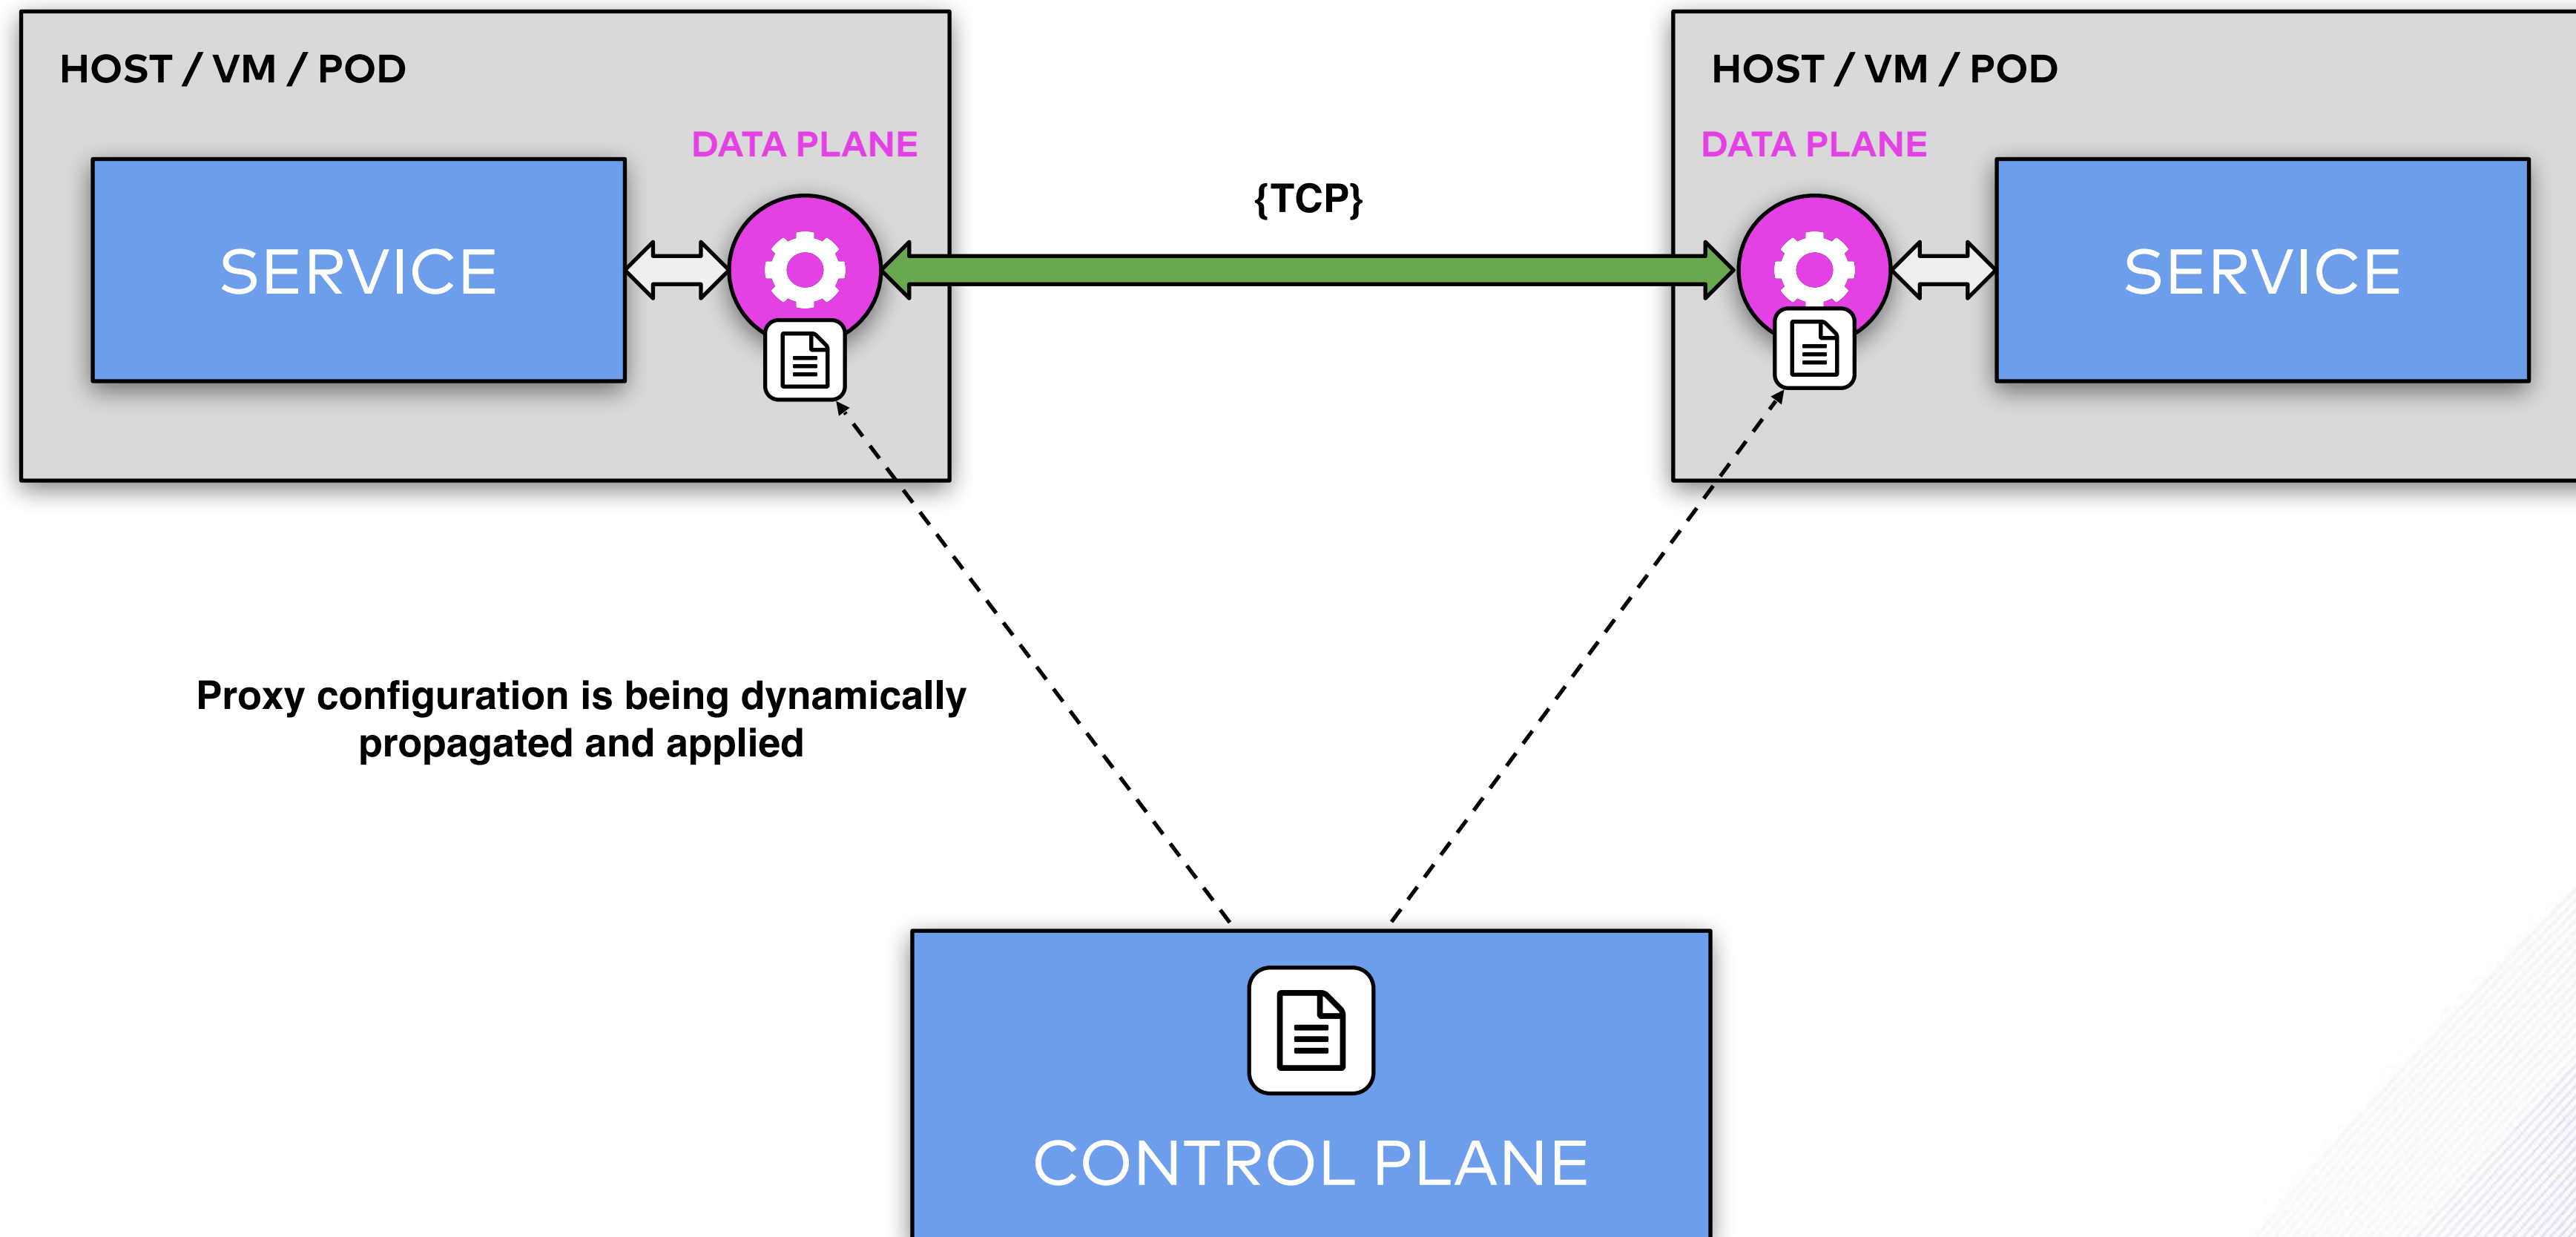 HOST / VM / POD
HOST / VM / POD
DATA PLANE
DATA PLANE
{TCP}
SERVICE
SERVICE
Proxy configuration is being dynamically
propagated and applied
CONTROL PLANE